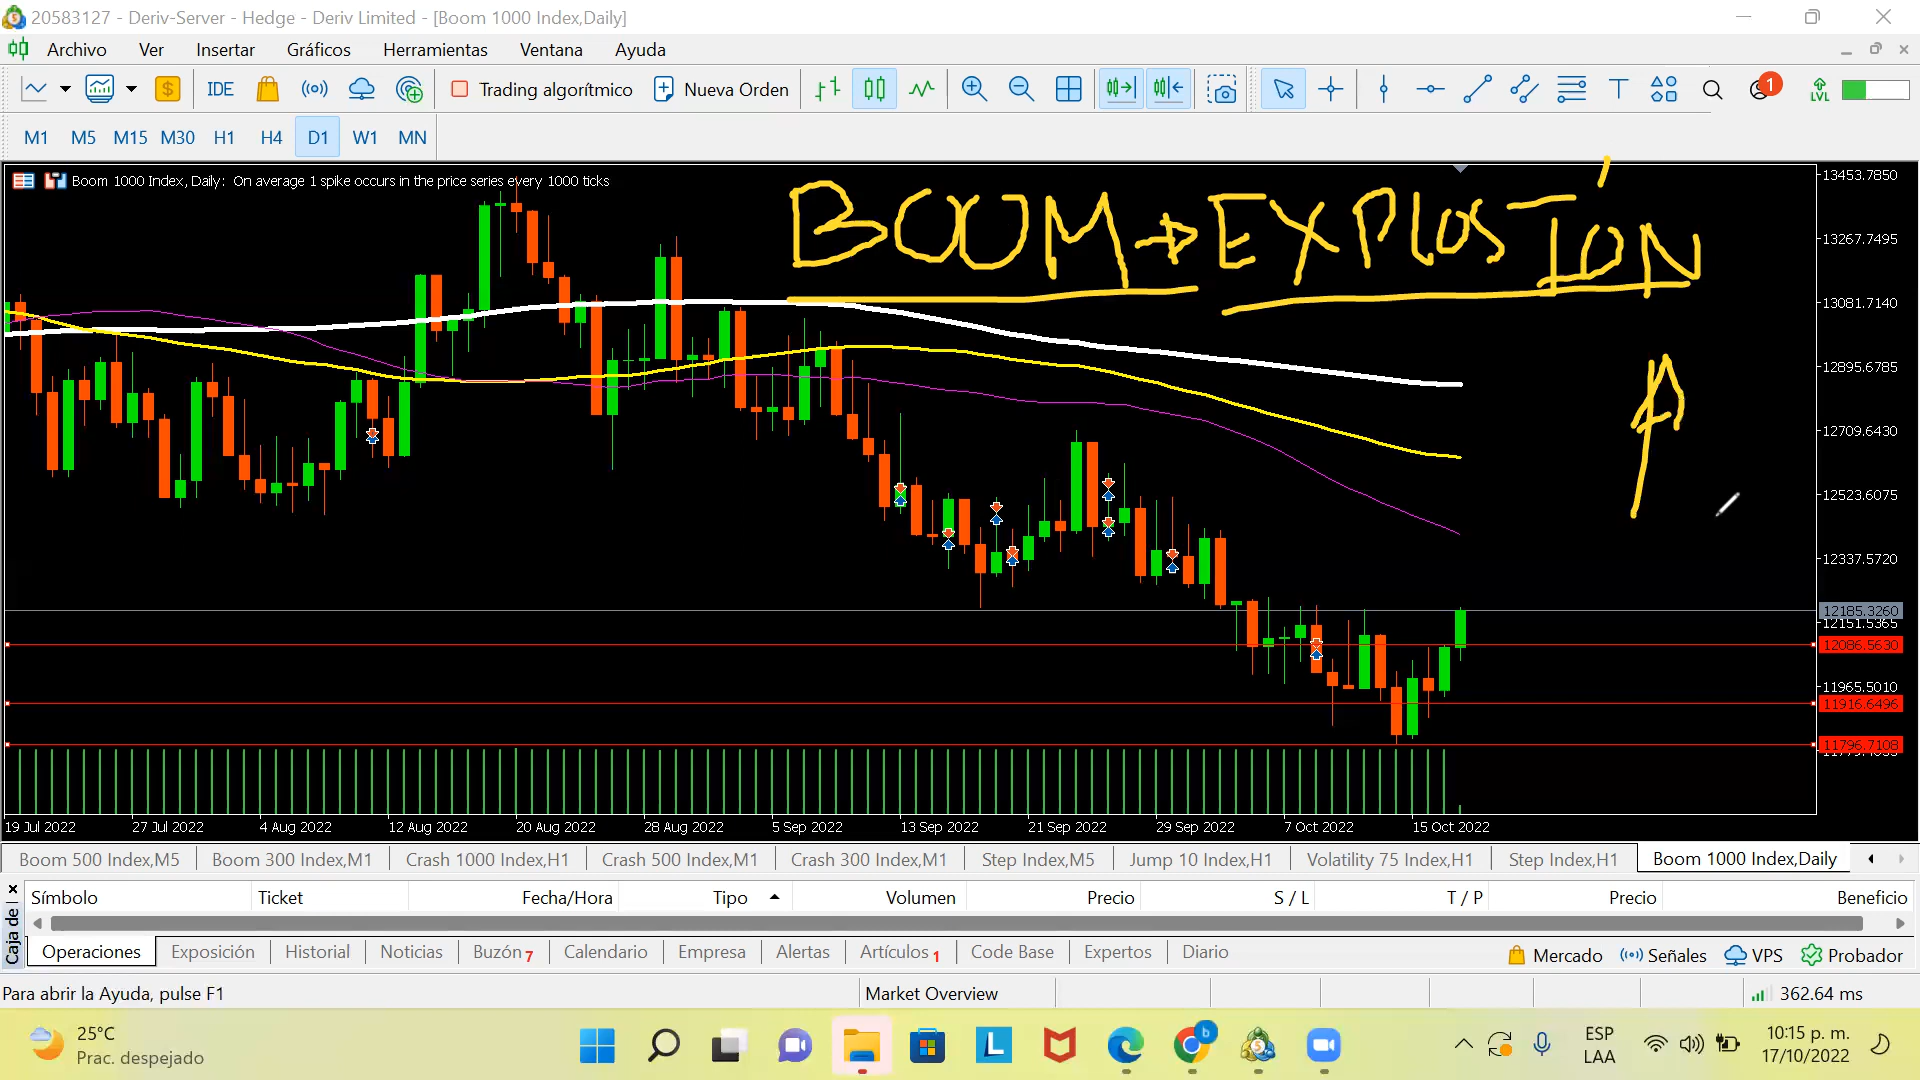 20583127 - Deriv-Server - Hedge - Deriv Limited - [Boom 1000 Index,Daily]
Archivo Ver Insertar Gráficos Herramientas Ventana Ayuda
IDE Trading algorítmico Nueva Orden 1 LVL
M1 M5 M15 M30 H1 H4 D1 W1 MN
Boom 1000 Index, Daily: On average 1 spike occurs in the price series every 1000 ticks
BOOM → EXPLOSIÓN
13453.7850
13267.7495
13081.7140
12895.6785
12709.6430
12523.6075
12337.5720
12185.3260
12151.5365
12086.5630
11965.5010
11916.6496
11796.7108
19 Jul 2022 27 Jul 2022 4 Aug 2022 12 Aug 2022 20 Aug 2022 28 Aug 2022 5 Sep 2022 13 Sep 2022 21 Sep 2022 29 Sep 2022 7 Oct 2022 15 Oct 2022
Boom 500 Index,M5 Boom 300 Index,M1 Crash 1000 Index,H1 Crash 500 Index,M1 Crash 300 Index,M1 Step Index,M5 Jump 10 Index,H1 Volatility 75 Index,H1 Step Index,H1 Boom 1000 Index,Daily
Símbolo Ticket Fecha/Hora Tipo Volumen Precio S / L T / P Precio Beneficio
Caja de
Operaciones Exposición Historial Noticias Buzón 7 Calendario Empresa Alertas Artículos 1 Code Base Expertos Diario Mercado Señales VPS Probador
Para abrir la Ayuda, pulse F1 Market Overview 362.64 ms
25°C
Prac. despejado
L
b
ESP
LAA
10:15 p. m.
17/10/2022